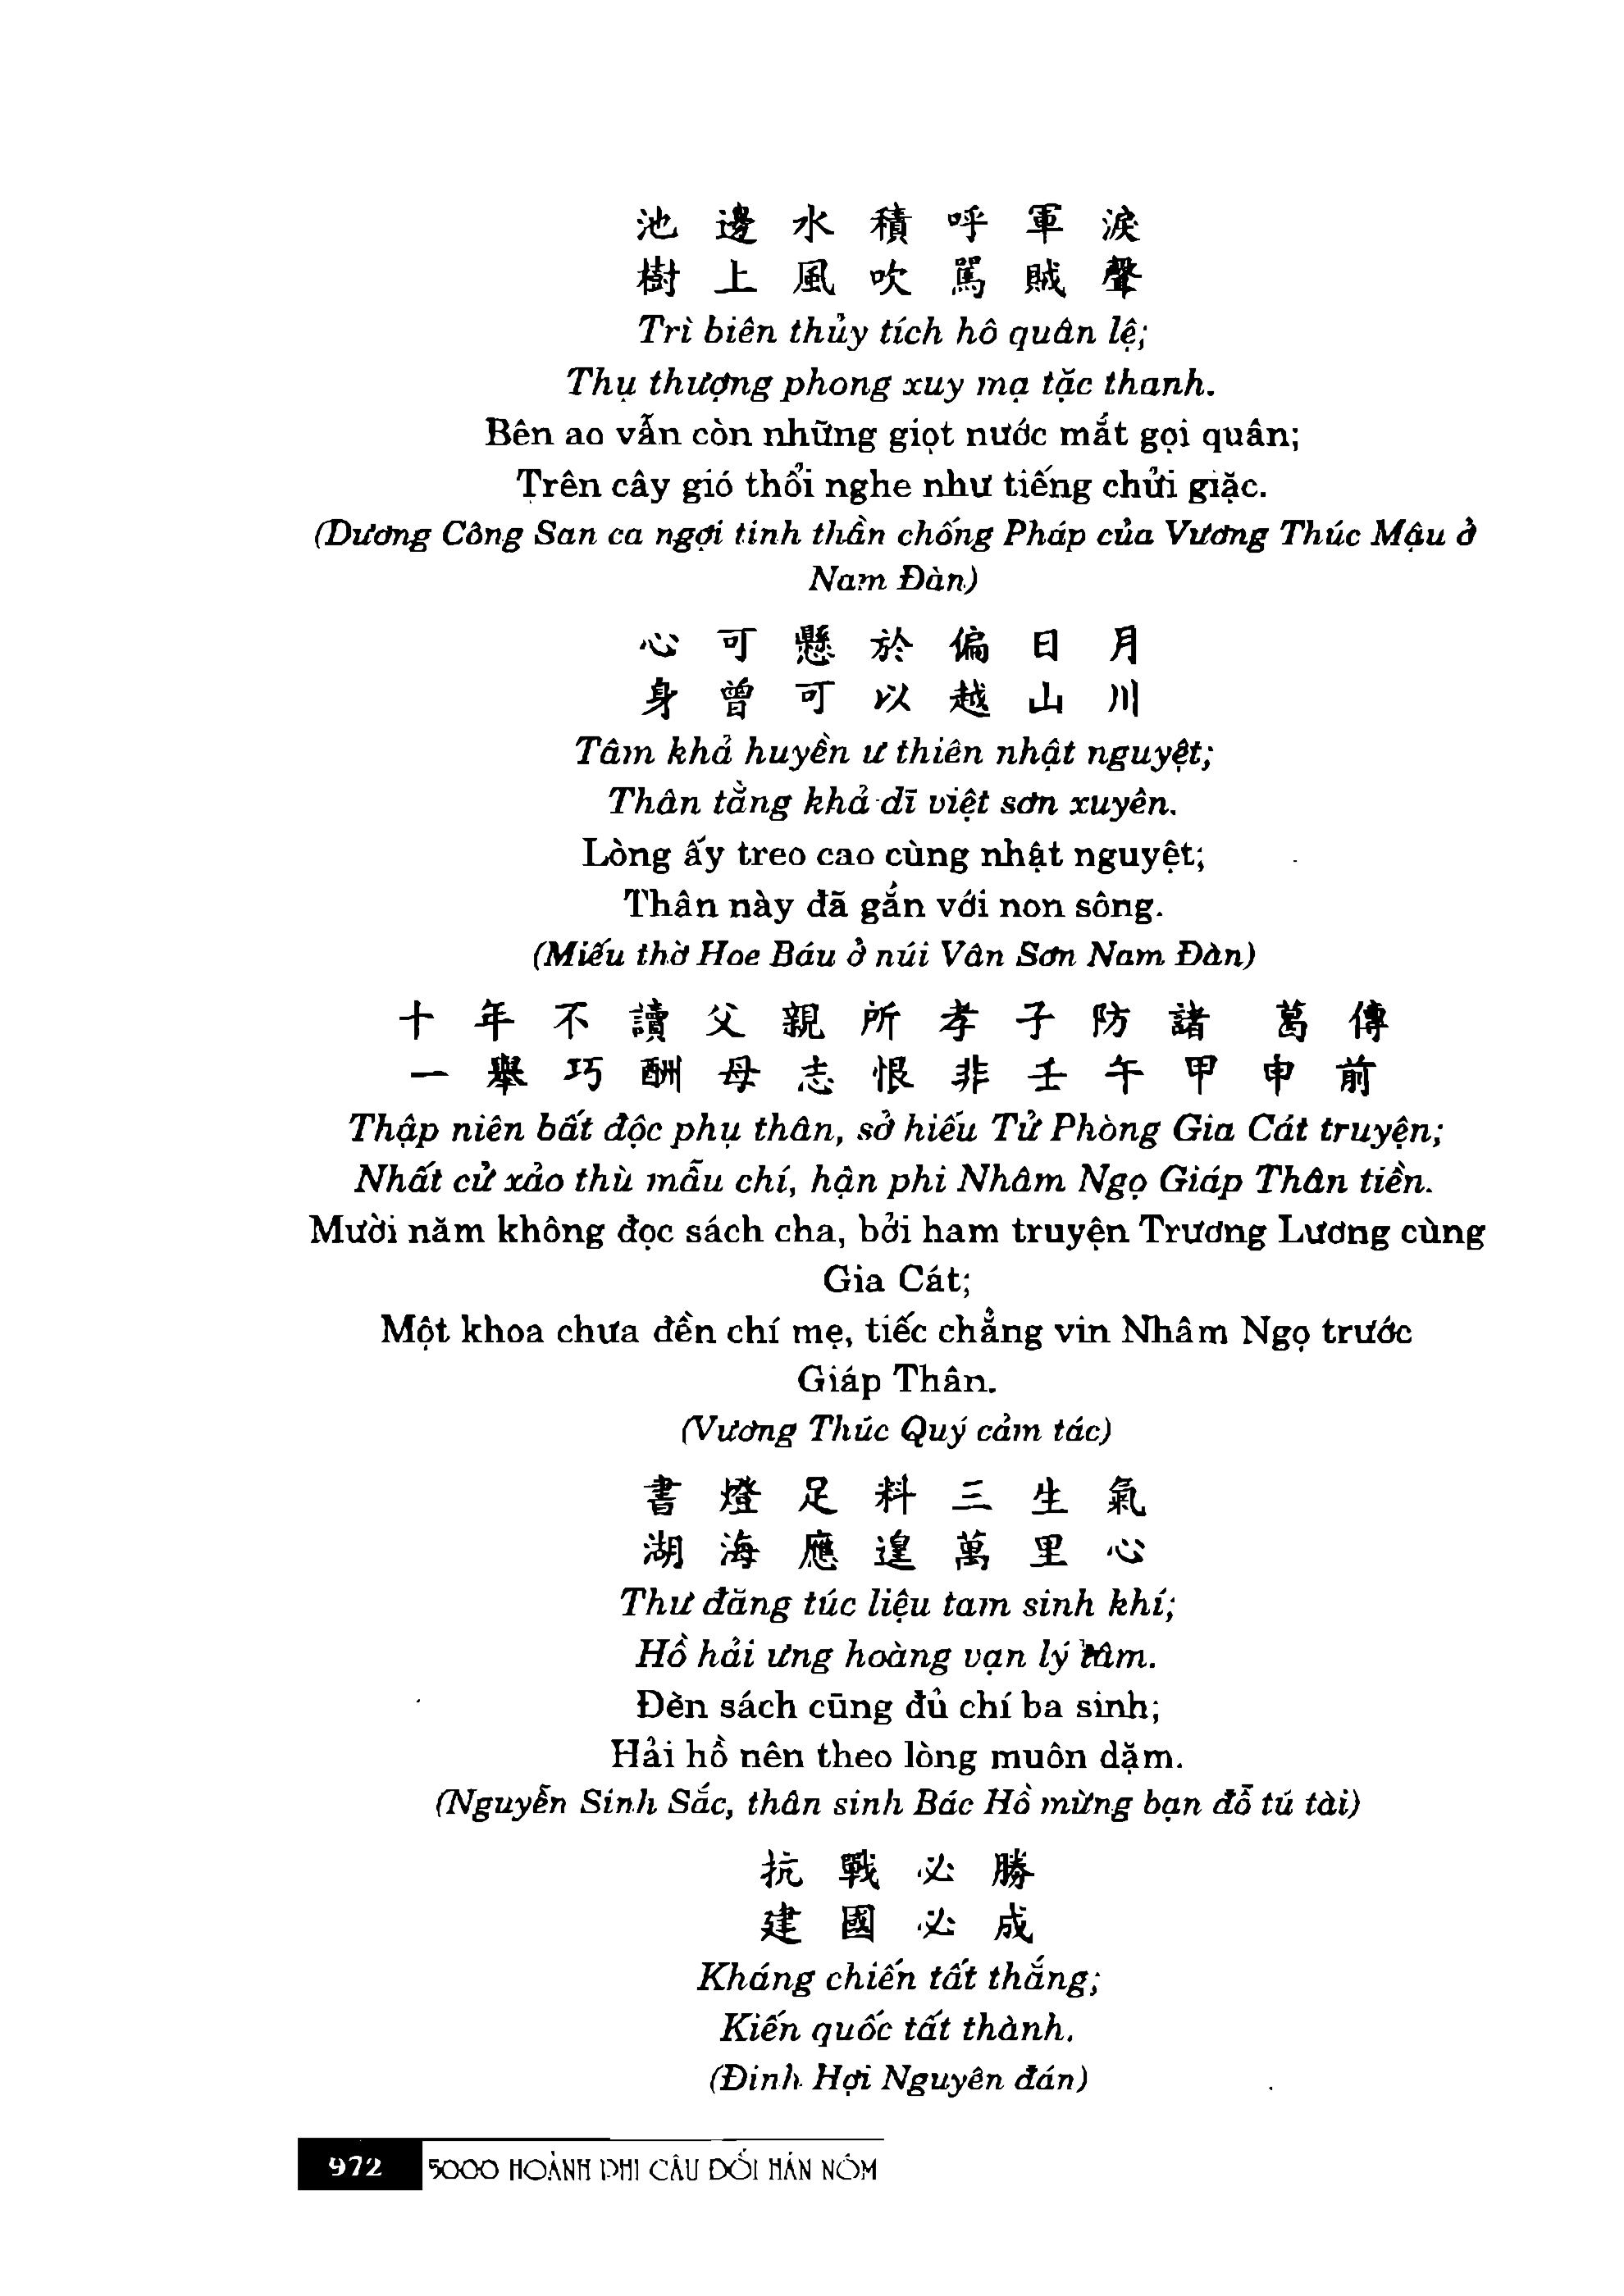 池邊水積呼軍淚
樹上風吹罵賊聲
Trì biên thủy tích hô quân lệ;
Thụ thượng phong xuy mạ tặc thanh.
Bên ao vẫn còn những giọt nước mắt gọi quân;
Trên cây gió thổi nghe như tiếng chửi giặc.
(Dương Công San ca ngợi tinh thần chống Pháp của Vương Thúc Mậu ở
Nam Đàn)
心可懸於偏日月
身曾可以越山川
Tâm khả huyền ư thiên nhật nguyệt;
Thân tằng khả dĩ việt sơn xuyên.
Lòng ấy treo cao cùng nhật nguyệt;
Thân này đã gắn với non sông.
(Miếu thờ Hoe Báu ở núi Vân Sơn Nam Đàn)
十年不讀父親所孝子防諸葛傳
一舉巧酬母志恨非壬午甲申前
Thập niên bất độc phụ thân, sở hiếu Tử Phòng Gia Cát truyện;
Nhất cử xảo thù mẫu chí, hận phi Nhâm Ngọ Giáp Thân tiền.
Mười năm không đọc sách cha, bởi ham truyện Trương Lương cùng
Gia Cát;
Một khoa chưa đền chí mẹ, tiếc chẳng vin Nhâm Ngọ trước
Giáp Thân.
(Vương Thúc Quý cảm tác)
書燈足料三生氣
湖海應遑萬里心
Thư đăng túc liệu tam sinh khí;
Hồ hải ưng hoàng vạn lý tâm.
Đèn sách cũng đủ chí ba sinh;
Hải hồ nên theo lòng muôn dặm.
(Nguyễn Sinh Sắc, thân sinh Bác Hồ mừng bạn đỗ tú tài)
抗戰必勝
建國必成
Kháng chiến tất thắng;
Kiến quốc tất thành.
(Đinh Hợi Nguyên đán)
972 5000 HOÀNH PHI CÂU ĐỐI HÁN NÔM